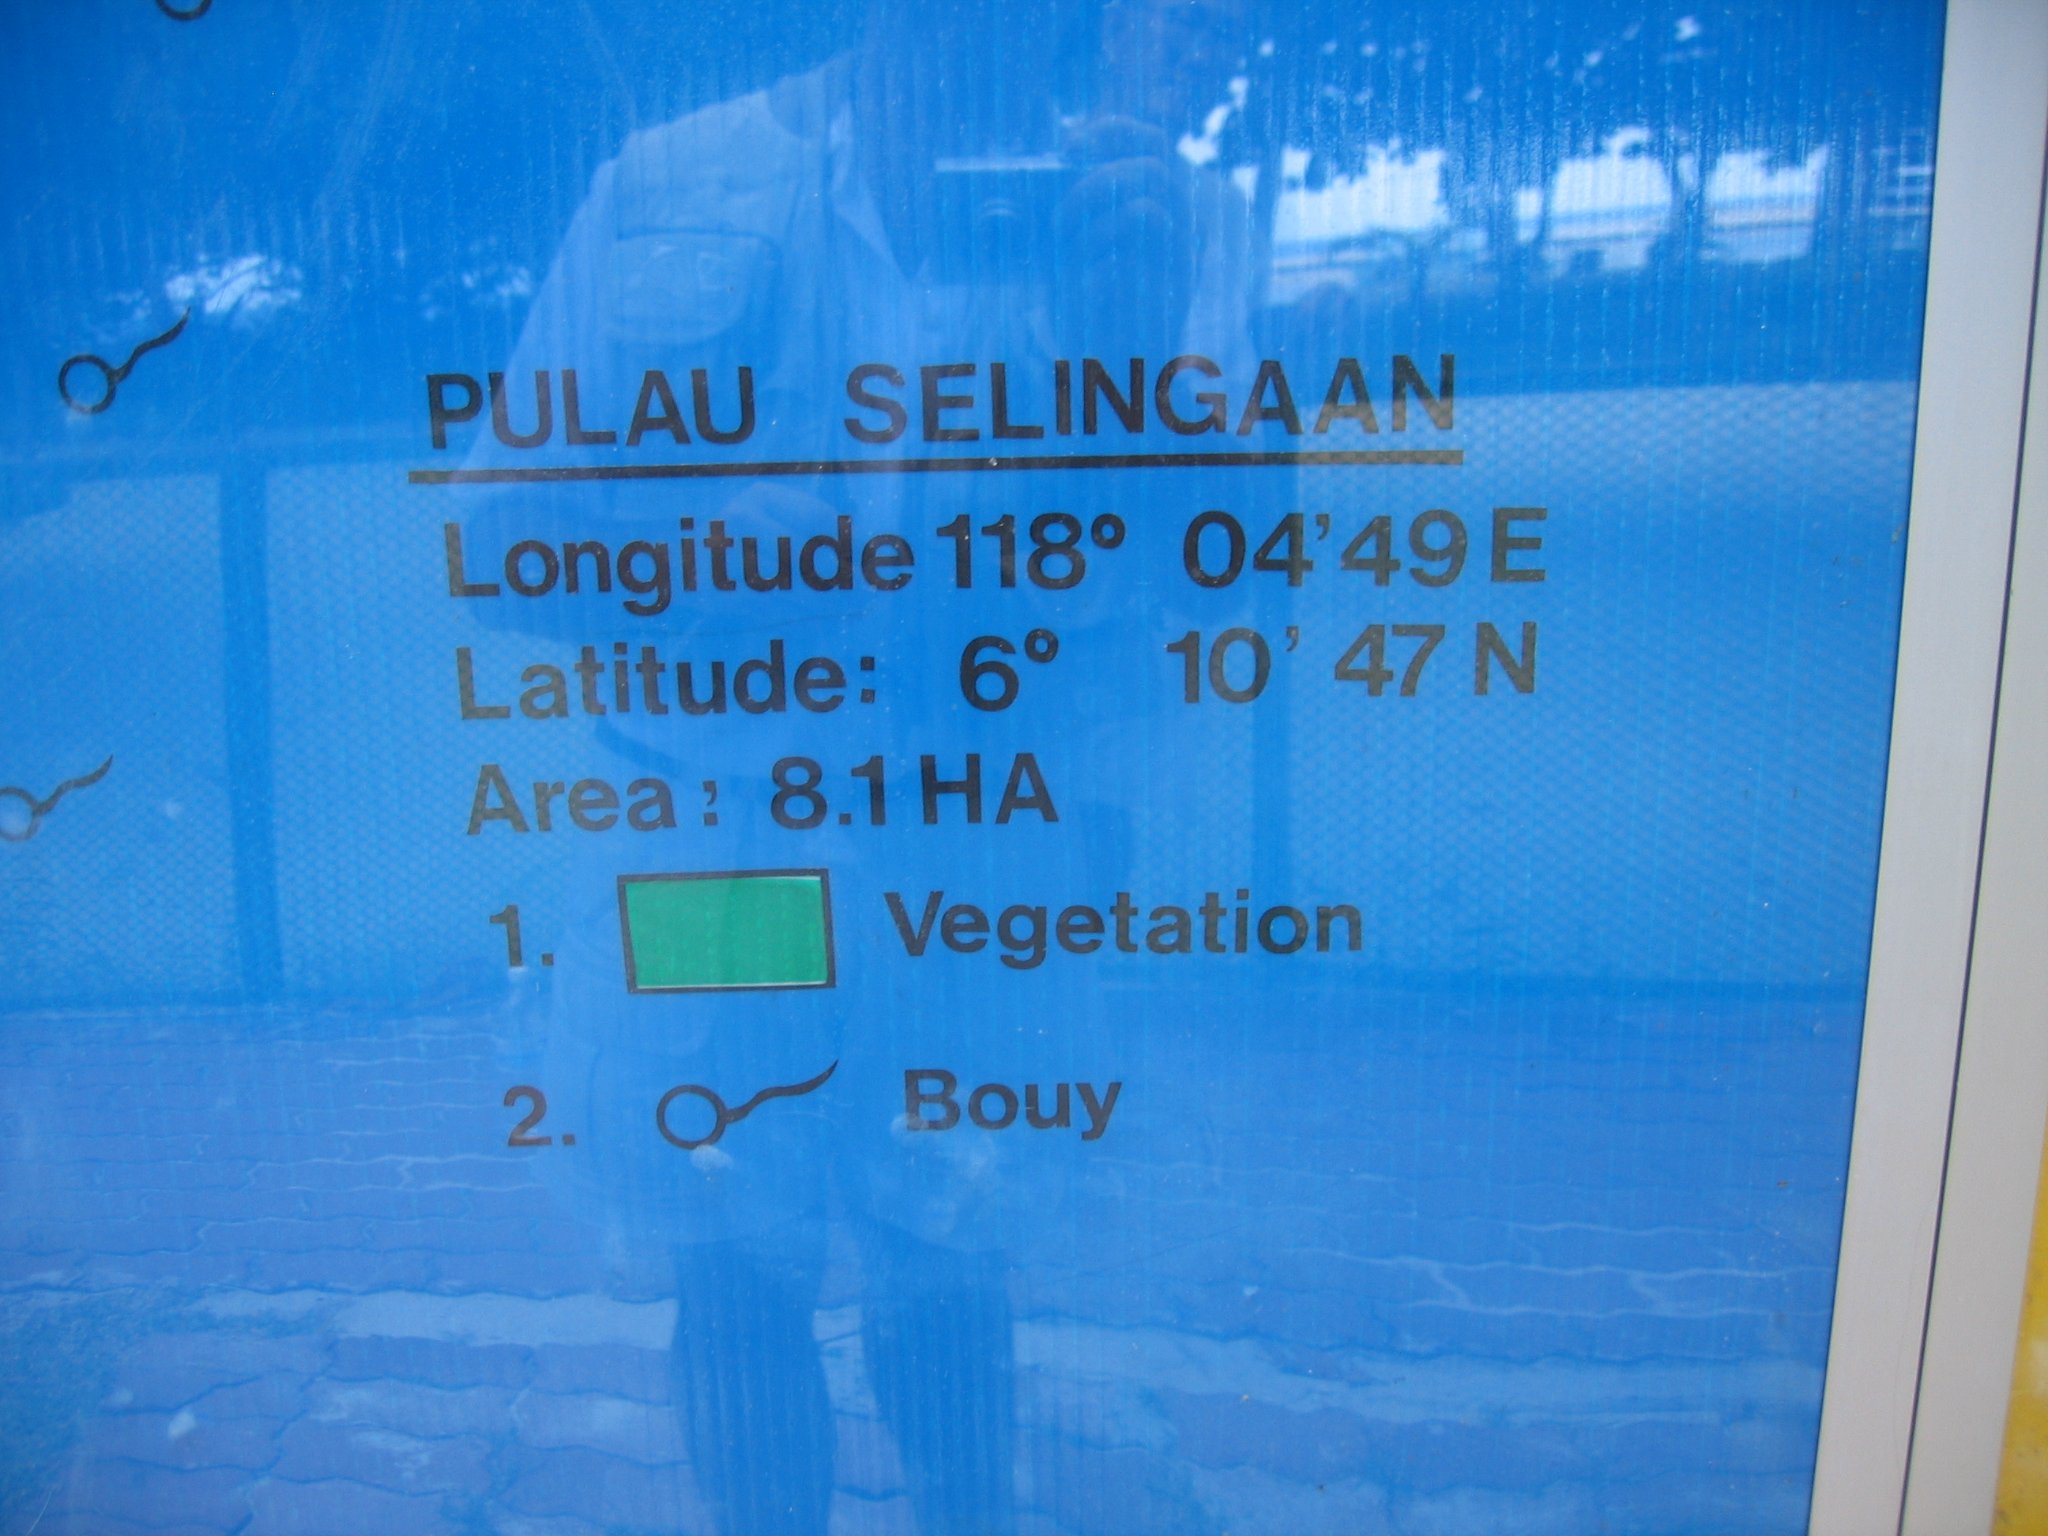 PULAU SELINGAAN
Longitude 118° 04'49 E
Latitude: 6° 10' 47 N
Area: 8.1 HA
1. Vegetation
2. Bouy